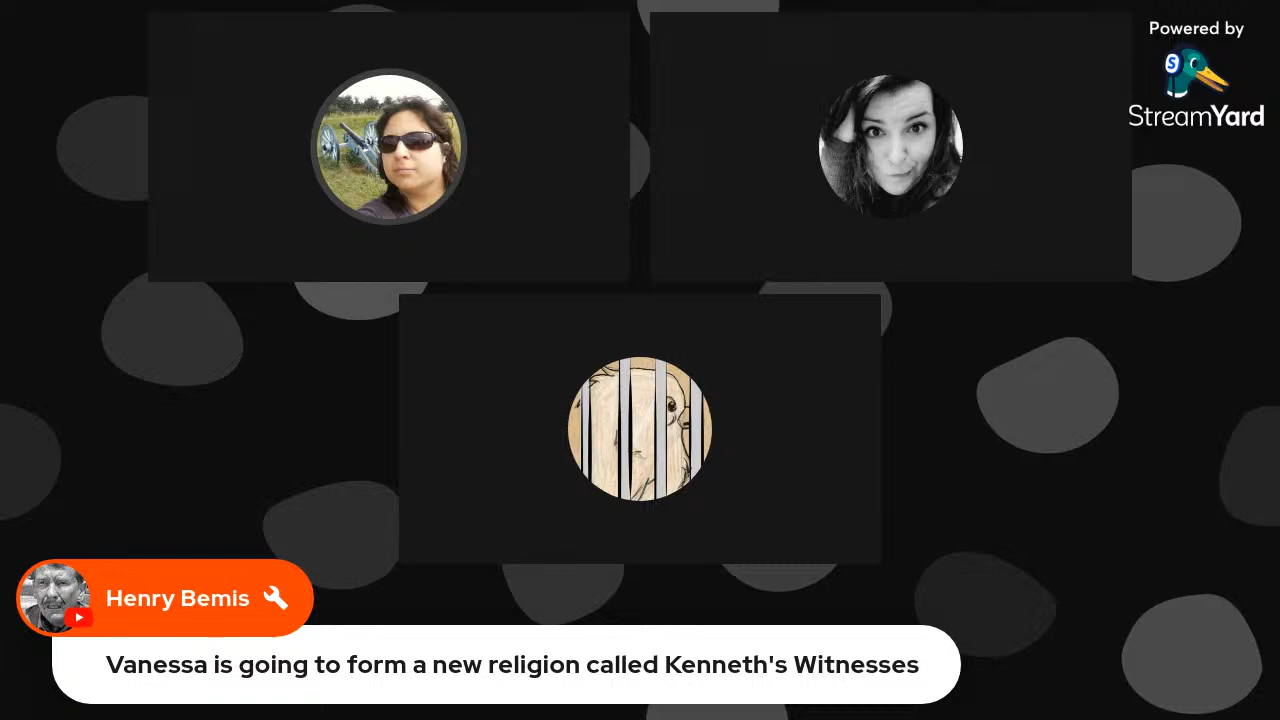 Powered by
S
StreamYard
Henry Bemis
Vanessa is going to form a new religion called Kenneth's Witnesses